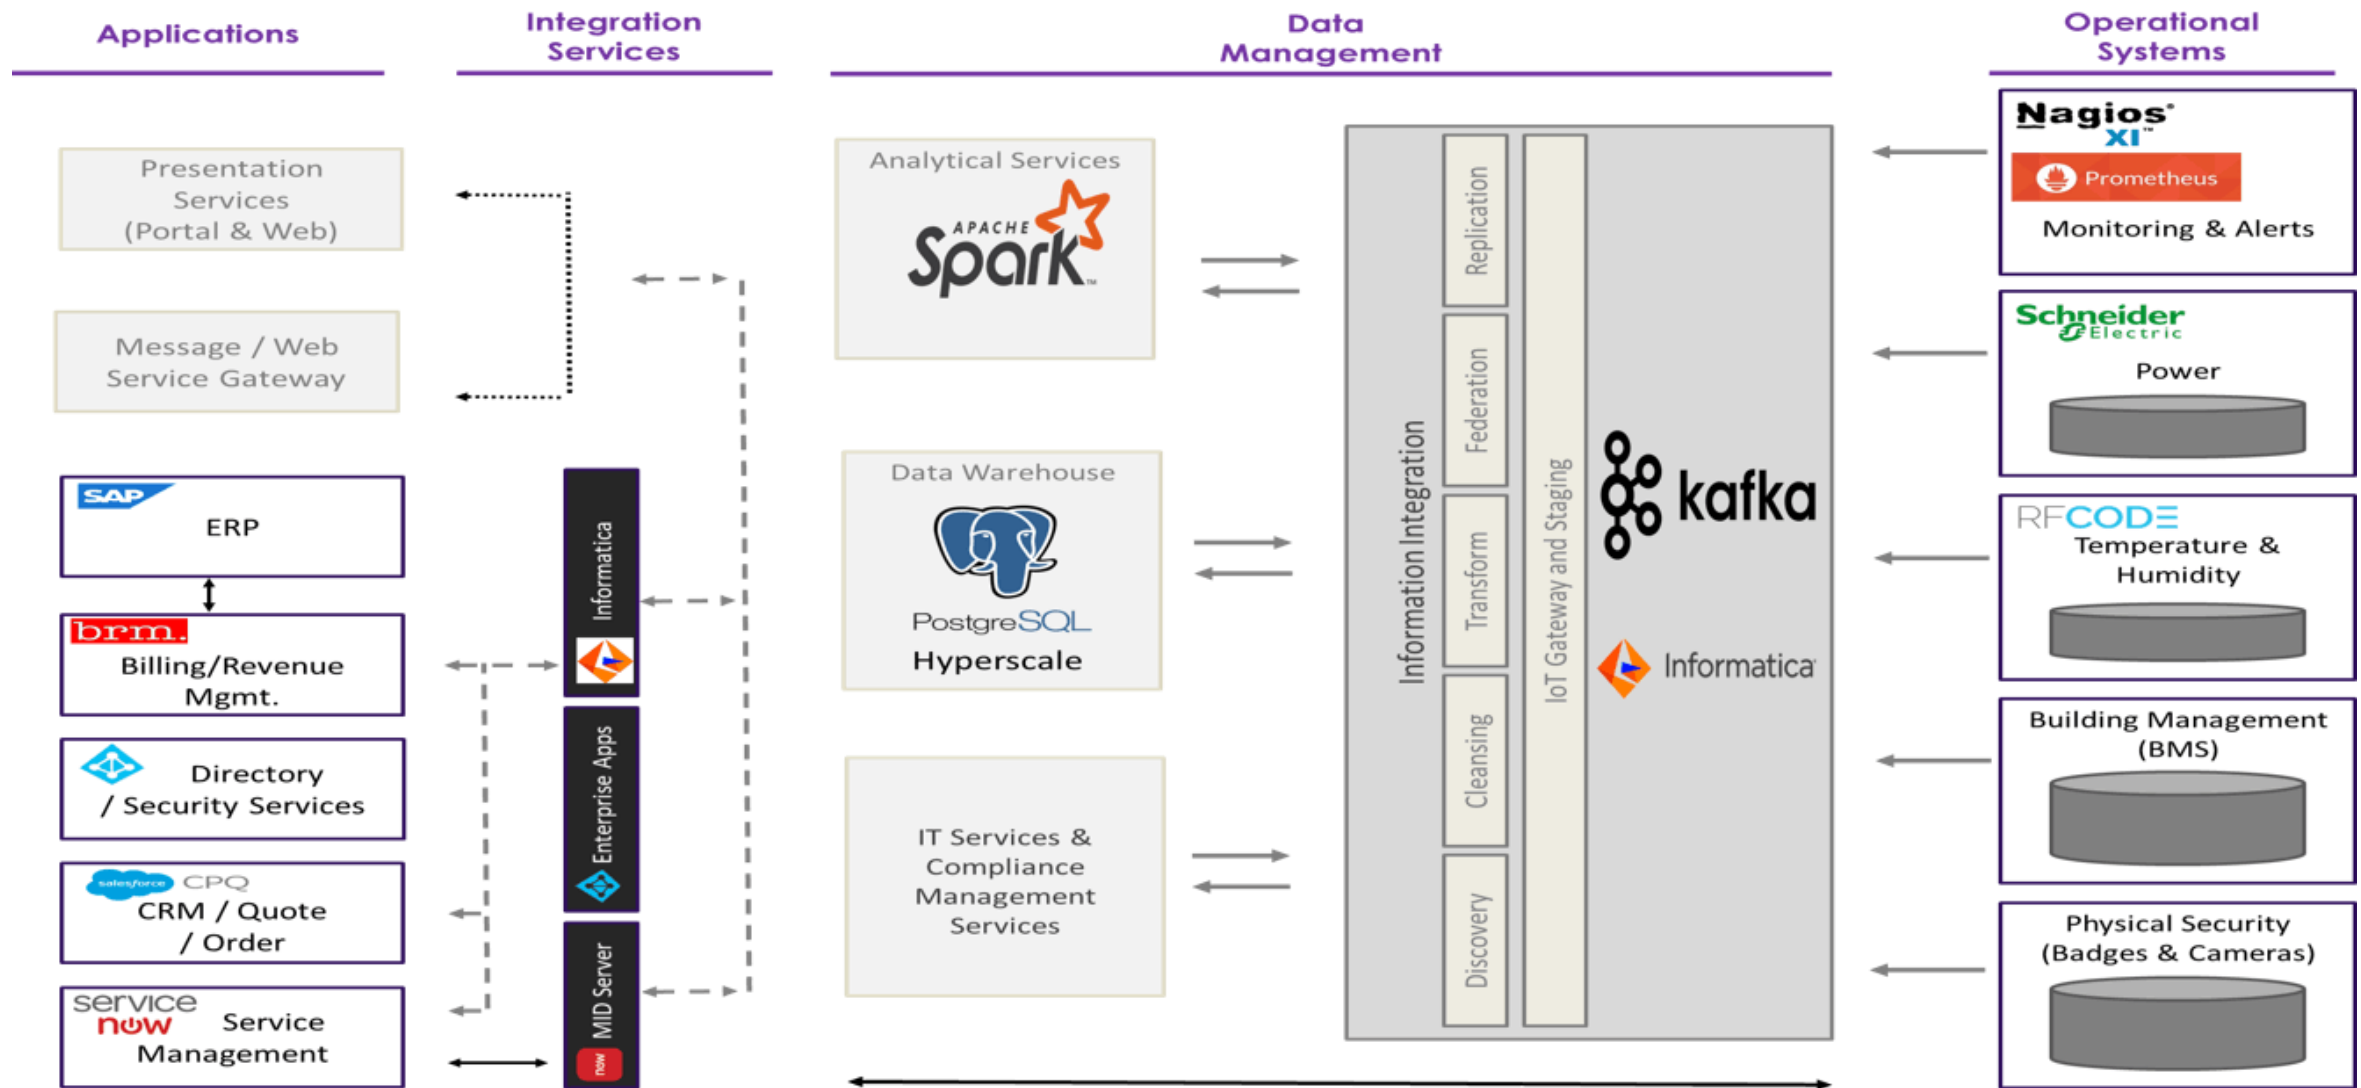 Applications
Integration
Services
Data
Management
Operational
Systems
Presentation
Services
(Portal & Web)
Message / Web
Service Gateway
SAP
ERP
brm.
Billing/Revenue
Mgmt.
Directory
/ Security Services
salesforce CPQ
CRM / Quote
/ Order
service
now Service
Management
Informatica
Enterprise Apps
MID Server
now
Analytical Services
APACHE
Spark™
Data Warehouse
PostgreSQL
Hyperscale
IT Services &
Compliance
Management
Services
Information Integration
Replication
Federation
Transform
Cleansing
Discovery
IoT Gateway and Staging
kafka
Informatica
Nagios®
XI™
Prometheus
Monitoring & Alerts
Schneider
Electric
Power
RFCODE
Temperature &
Humidity
Building Management
(BMS)
Physical Security
(Badges & Cameras)